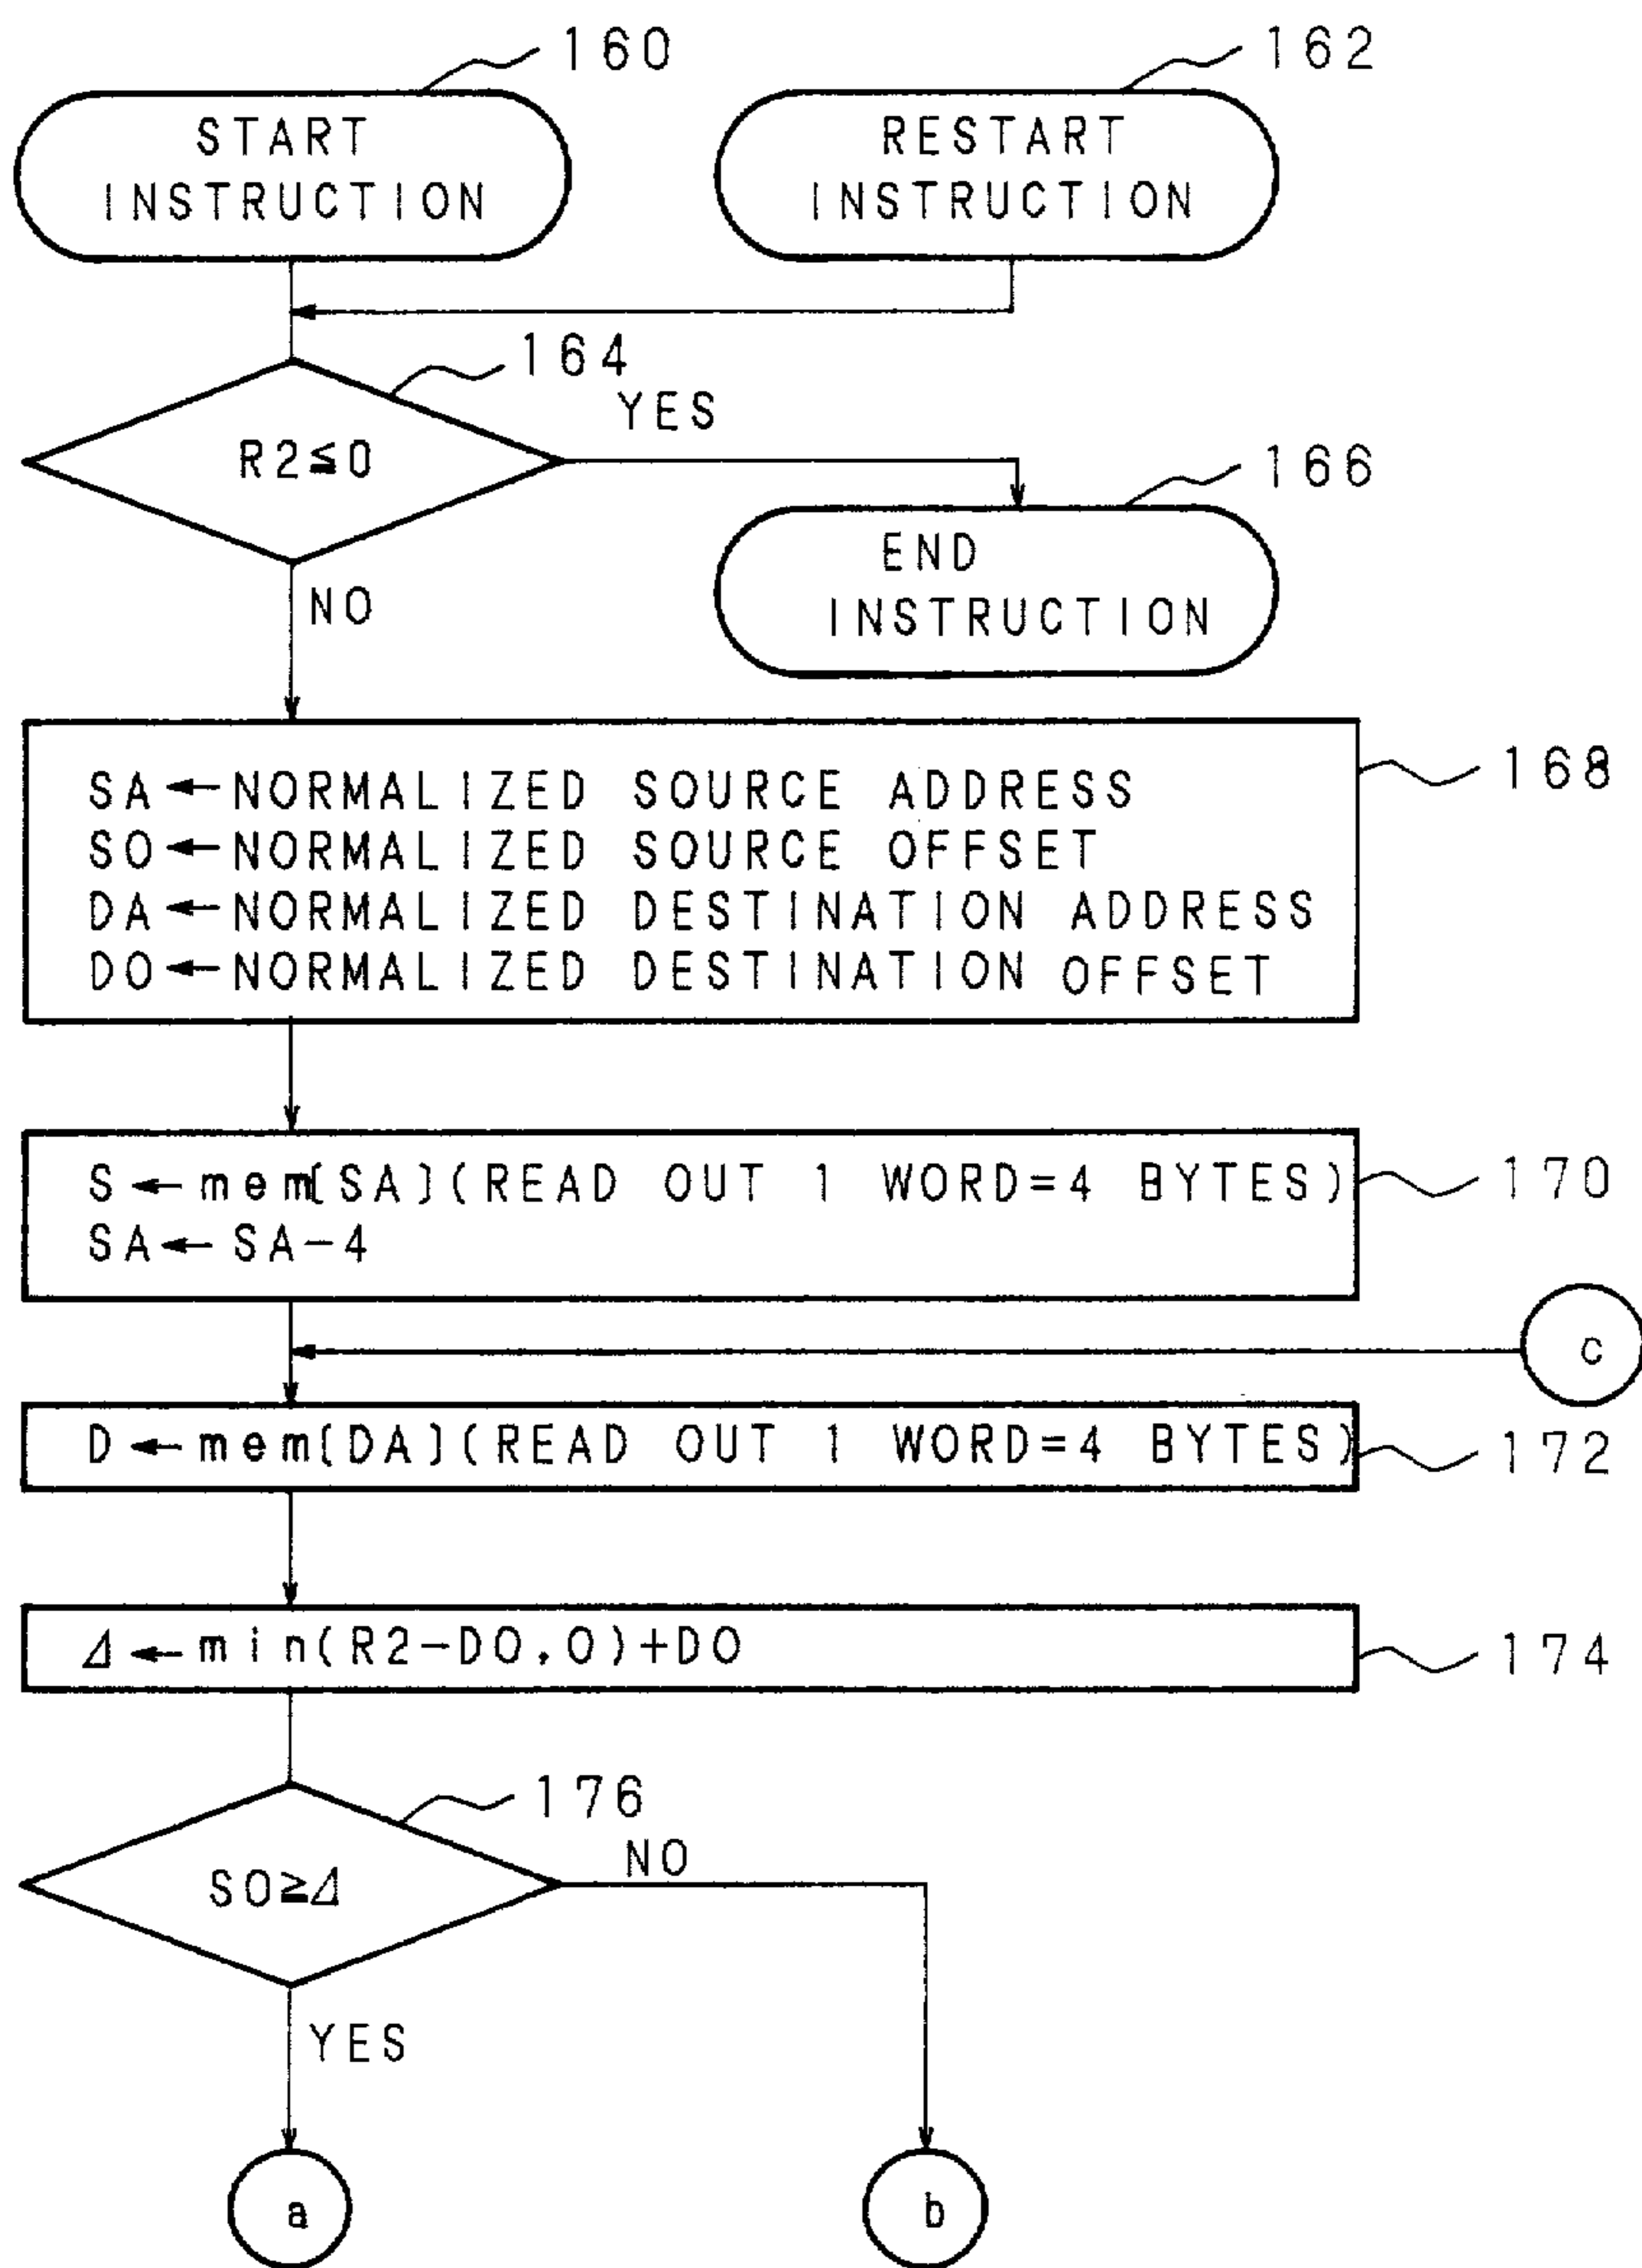 160
START
INSTRUCTION
162
RESTART
INSTRUCTION
164
R2≦0
YES
166
END
INSTRUCTION
NO
168
SA←NORMALIZED SOURCE ADDRESS
SO←NORMALIZED SOURCE OFFSET
DA←NORMALIZED DESTINATION ADDRESS
DO←NORMALIZED DESTINATION OFFSET
170
S←mem[SA](READ OUT 1 WORD=4 BYTES)
SA←SA-4
c
D←mem[DA](READ OUT 1 WORD=4 BYTES)
172
⊿←min(R2-DO,0)+DO
174
176
SO≧⊿
NO
YES
a
b